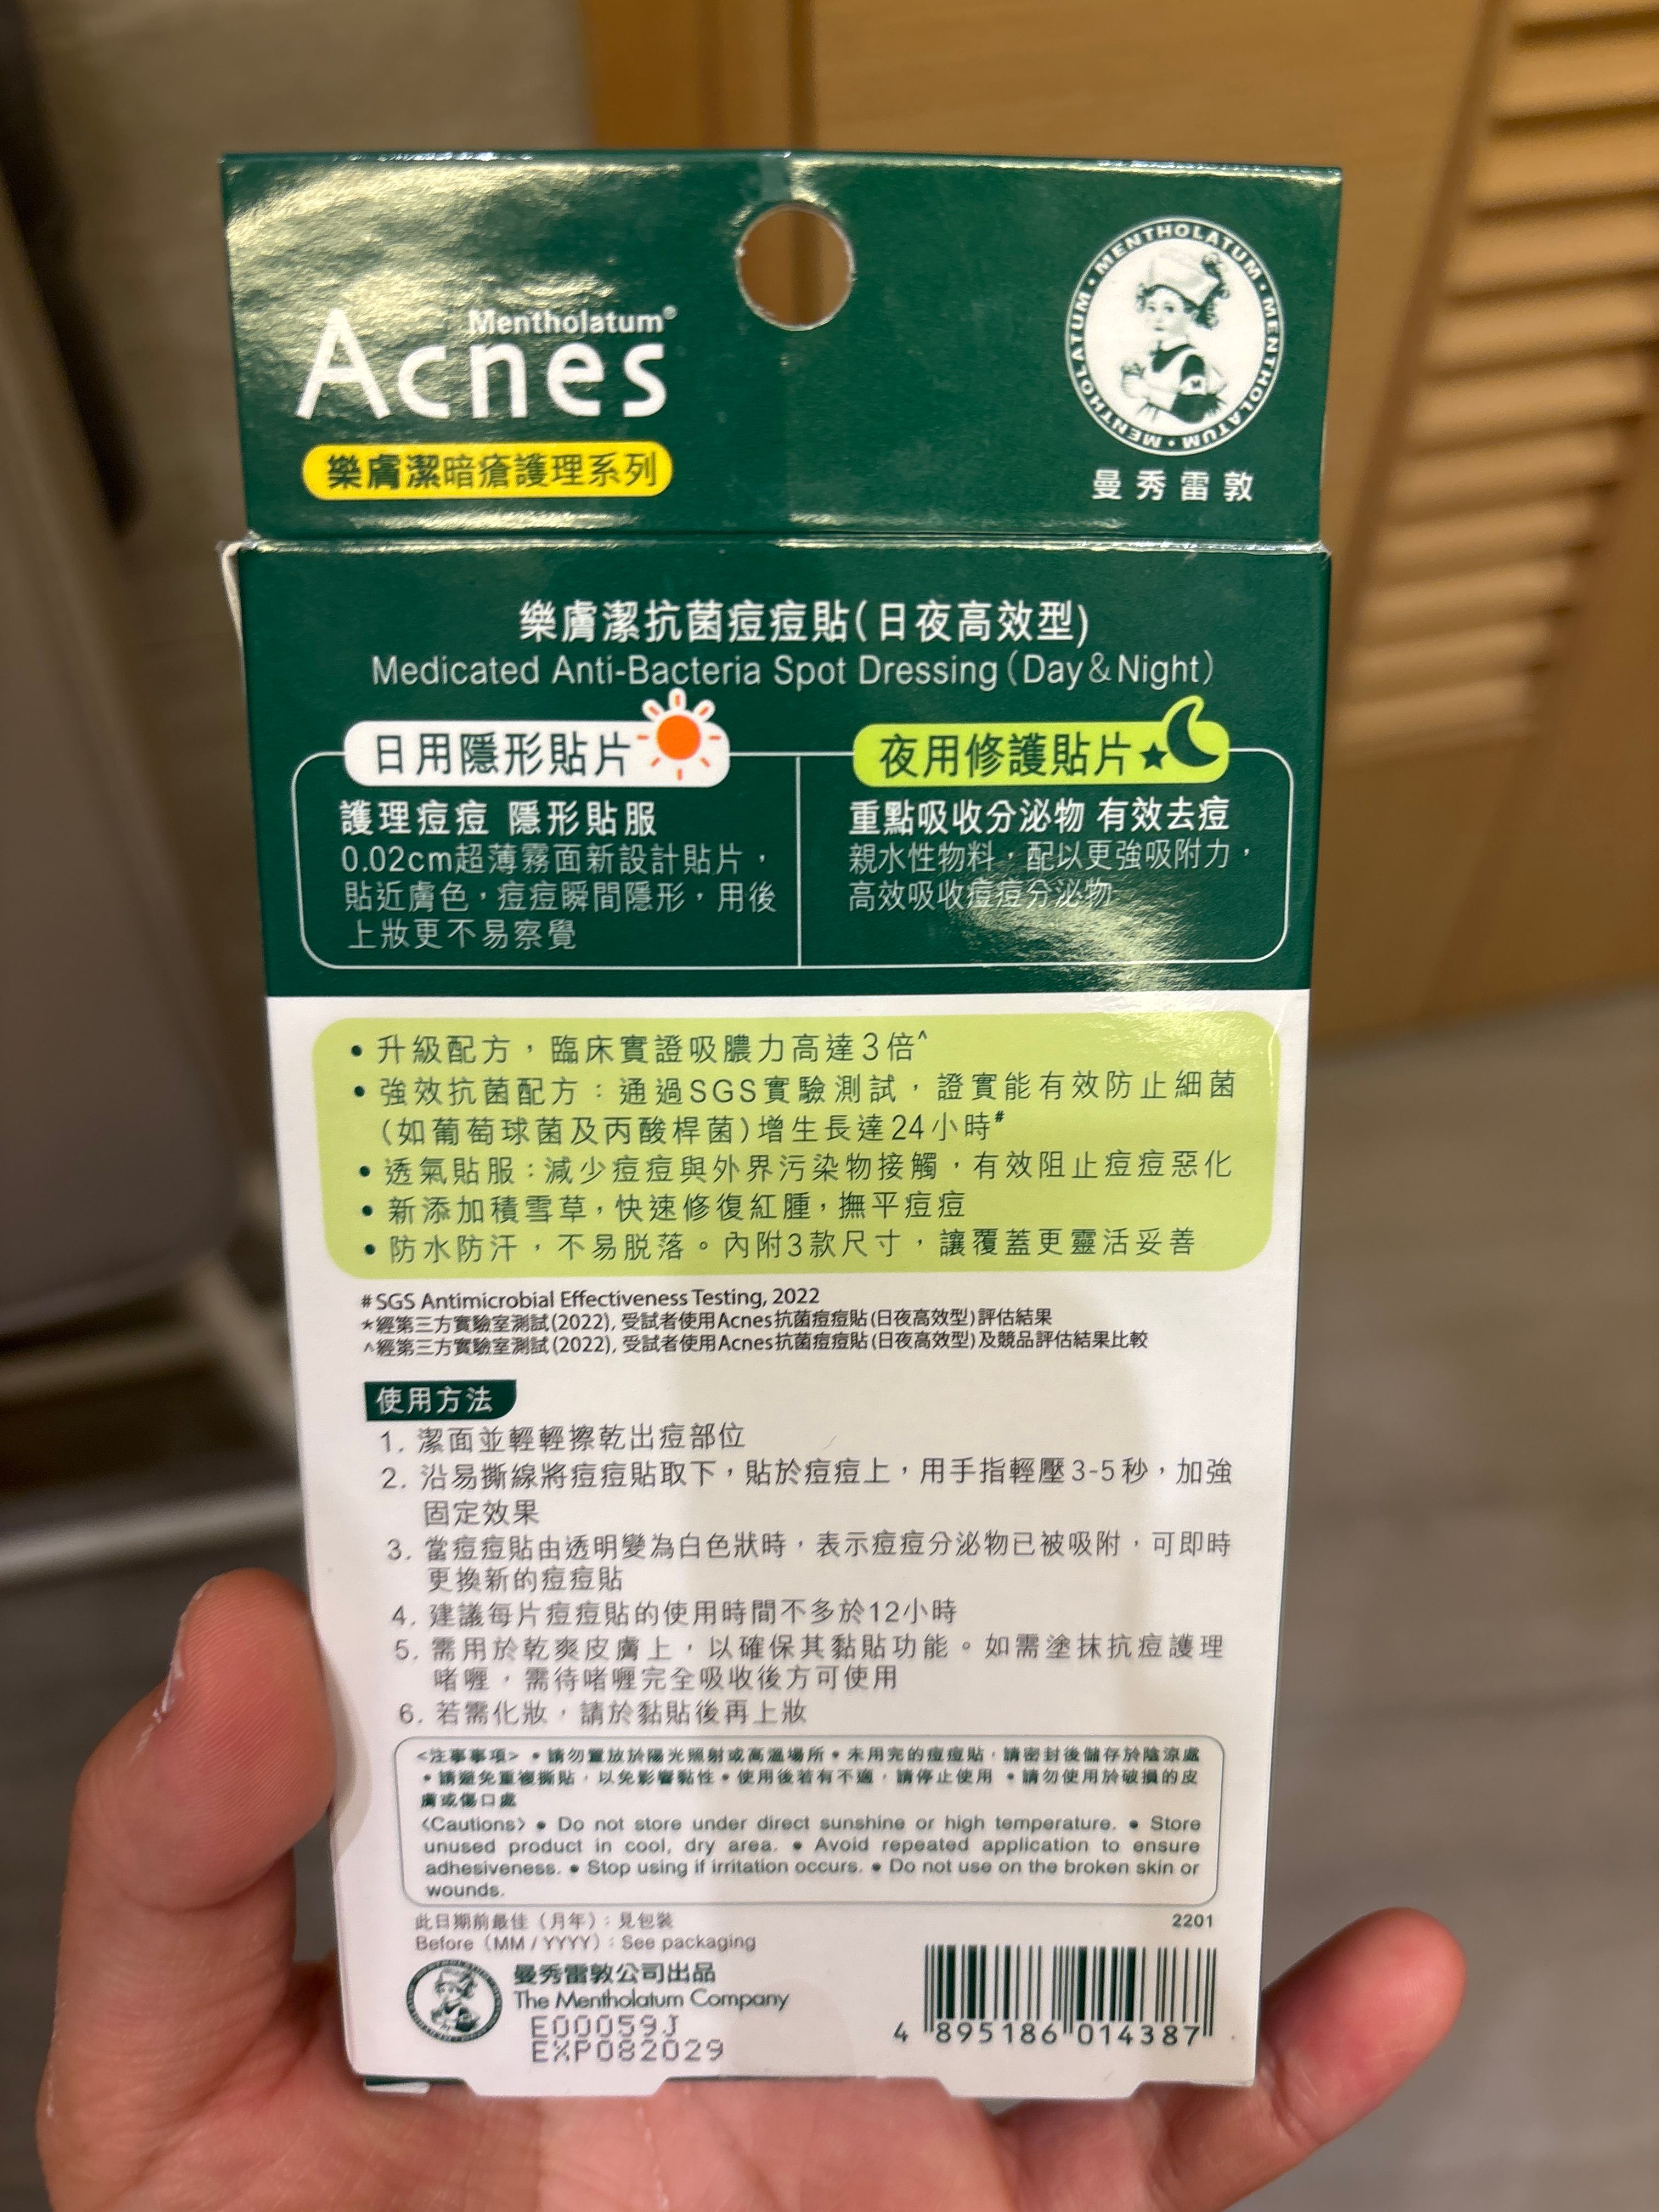 Mentholatum®
Acnes
樂膚潔暗瘡護理系列
MENTHOLATUM · MENTHOLATUM · MENTHOLATUM · MENTHOLATUM
曼秀雷敦
樂膚潔抗菌痘痘貼(日夜高效型)
Medicated Anti-Bacteria Spot Dressing (Day & Night)
日用隱形貼片
護理痘痘 隱形貼服
0.02cm超薄霧面新設計貼片，
貼近膚色，痘痘瞬間隱形，用後
上妝更不易察覺
夜用修護貼片
重點吸收分泌物 有效去痘
親水性物料，配以更強吸附力，
高效吸收痘痘分泌物
• 升級配方，臨床實證吸膿力高達3倍^
• 強效抗菌配方：通過SGS實驗測試，證實能有效防止細菌
(如葡萄球菌及丙酸桿菌)增生長達24小時#
• 透氣貼服：減少痘痘與外界污染物接觸，有效阻止痘痘惡化
• 新添加積雪草，快速修復紅腫，撫平痘痘
• 防水防汗，不易脫落。內附3款尺寸，讓覆蓋更靈活妥善
#SGS Antimicrobial Effectiveness Testing, 2022
*經第三方實驗室測試(2022), 受試者使用Acnes抗菌痘痘貼(日夜高效型)評估結果
^經第三方實驗室測試(2022), 受試者使用Acnes抗菌痘痘貼(日夜高效型)及競品評估結果比較
使用方法
1. 潔面並輕輕擦乾出痘部位
2. 沿易撕線將痘痘貼取下，貼於痘痘上，用手指輕壓3-5秒，加強
固定效果
3. 當痘痘貼由透明變為白色狀時，表示痘痘分泌物已被吸附，可即時
更換新的痘痘貼
4. 建議每片痘痘貼的使用時間不多於12小時
5. 需用於乾爽皮膚上，以確保其黏貼功能。如需塗抹抗痘護理
啫喱，需待啫喱完全吸收後方可使用
6. 若需化妝，請於黏貼後再上妝
<注事事項> • 請勿置放於陽光照射或高溫場所 • 未用完的痘痘貼，請密封後儲存於陰涼處
• 請避免重複撕貼，以免影響黏性 • 使用後若有不適，請停止使用 • 請勿使用於破損的皮
膚或傷口處
<Cautions> • Do not store under direct sunshine or high temperature. • Store
unused product in cool, dry area. • Avoid repeated application to ensure
adhesiveness. • Stop using if irritation occurs. • Do not use on the broken skin or
wounds.
此日期前最佳（月年）：見包裝
Before (MM / YYYY) : See packaging
2201
曼秀雷敦公司出品
The Mentholatum Company
E00059J
EXP082029
4 895186 014387